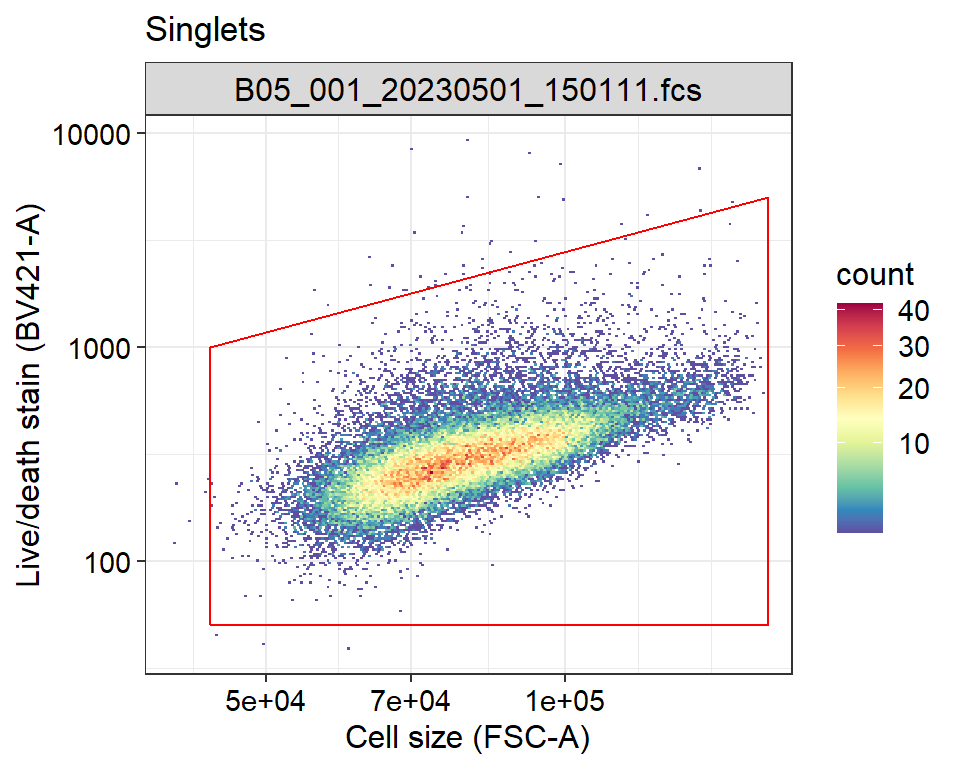 Singlets
B05_001_20230501_150111.fcs
10000
1000
100
Live/death stain (BV421-A)
5e+04 7e+04 1e+05
Cell size (FSC-A)
count
40
30
20
10